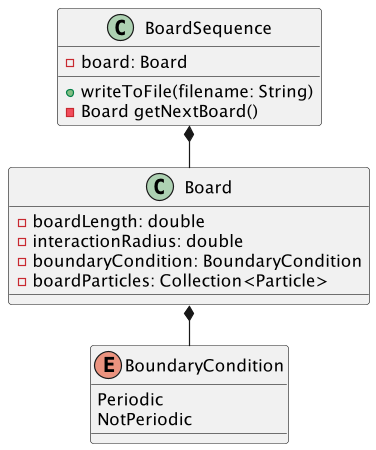 C BoardSequence
board: Board
writeToFile(filename: String)
Board getNextBoard()
C Board
boardLength: double
interactionRadius: double
boundaryCondition: BoundaryCondition
boardParticles: Collection<Particle>
E BoundaryCondition
Periodic
NotPeriodic